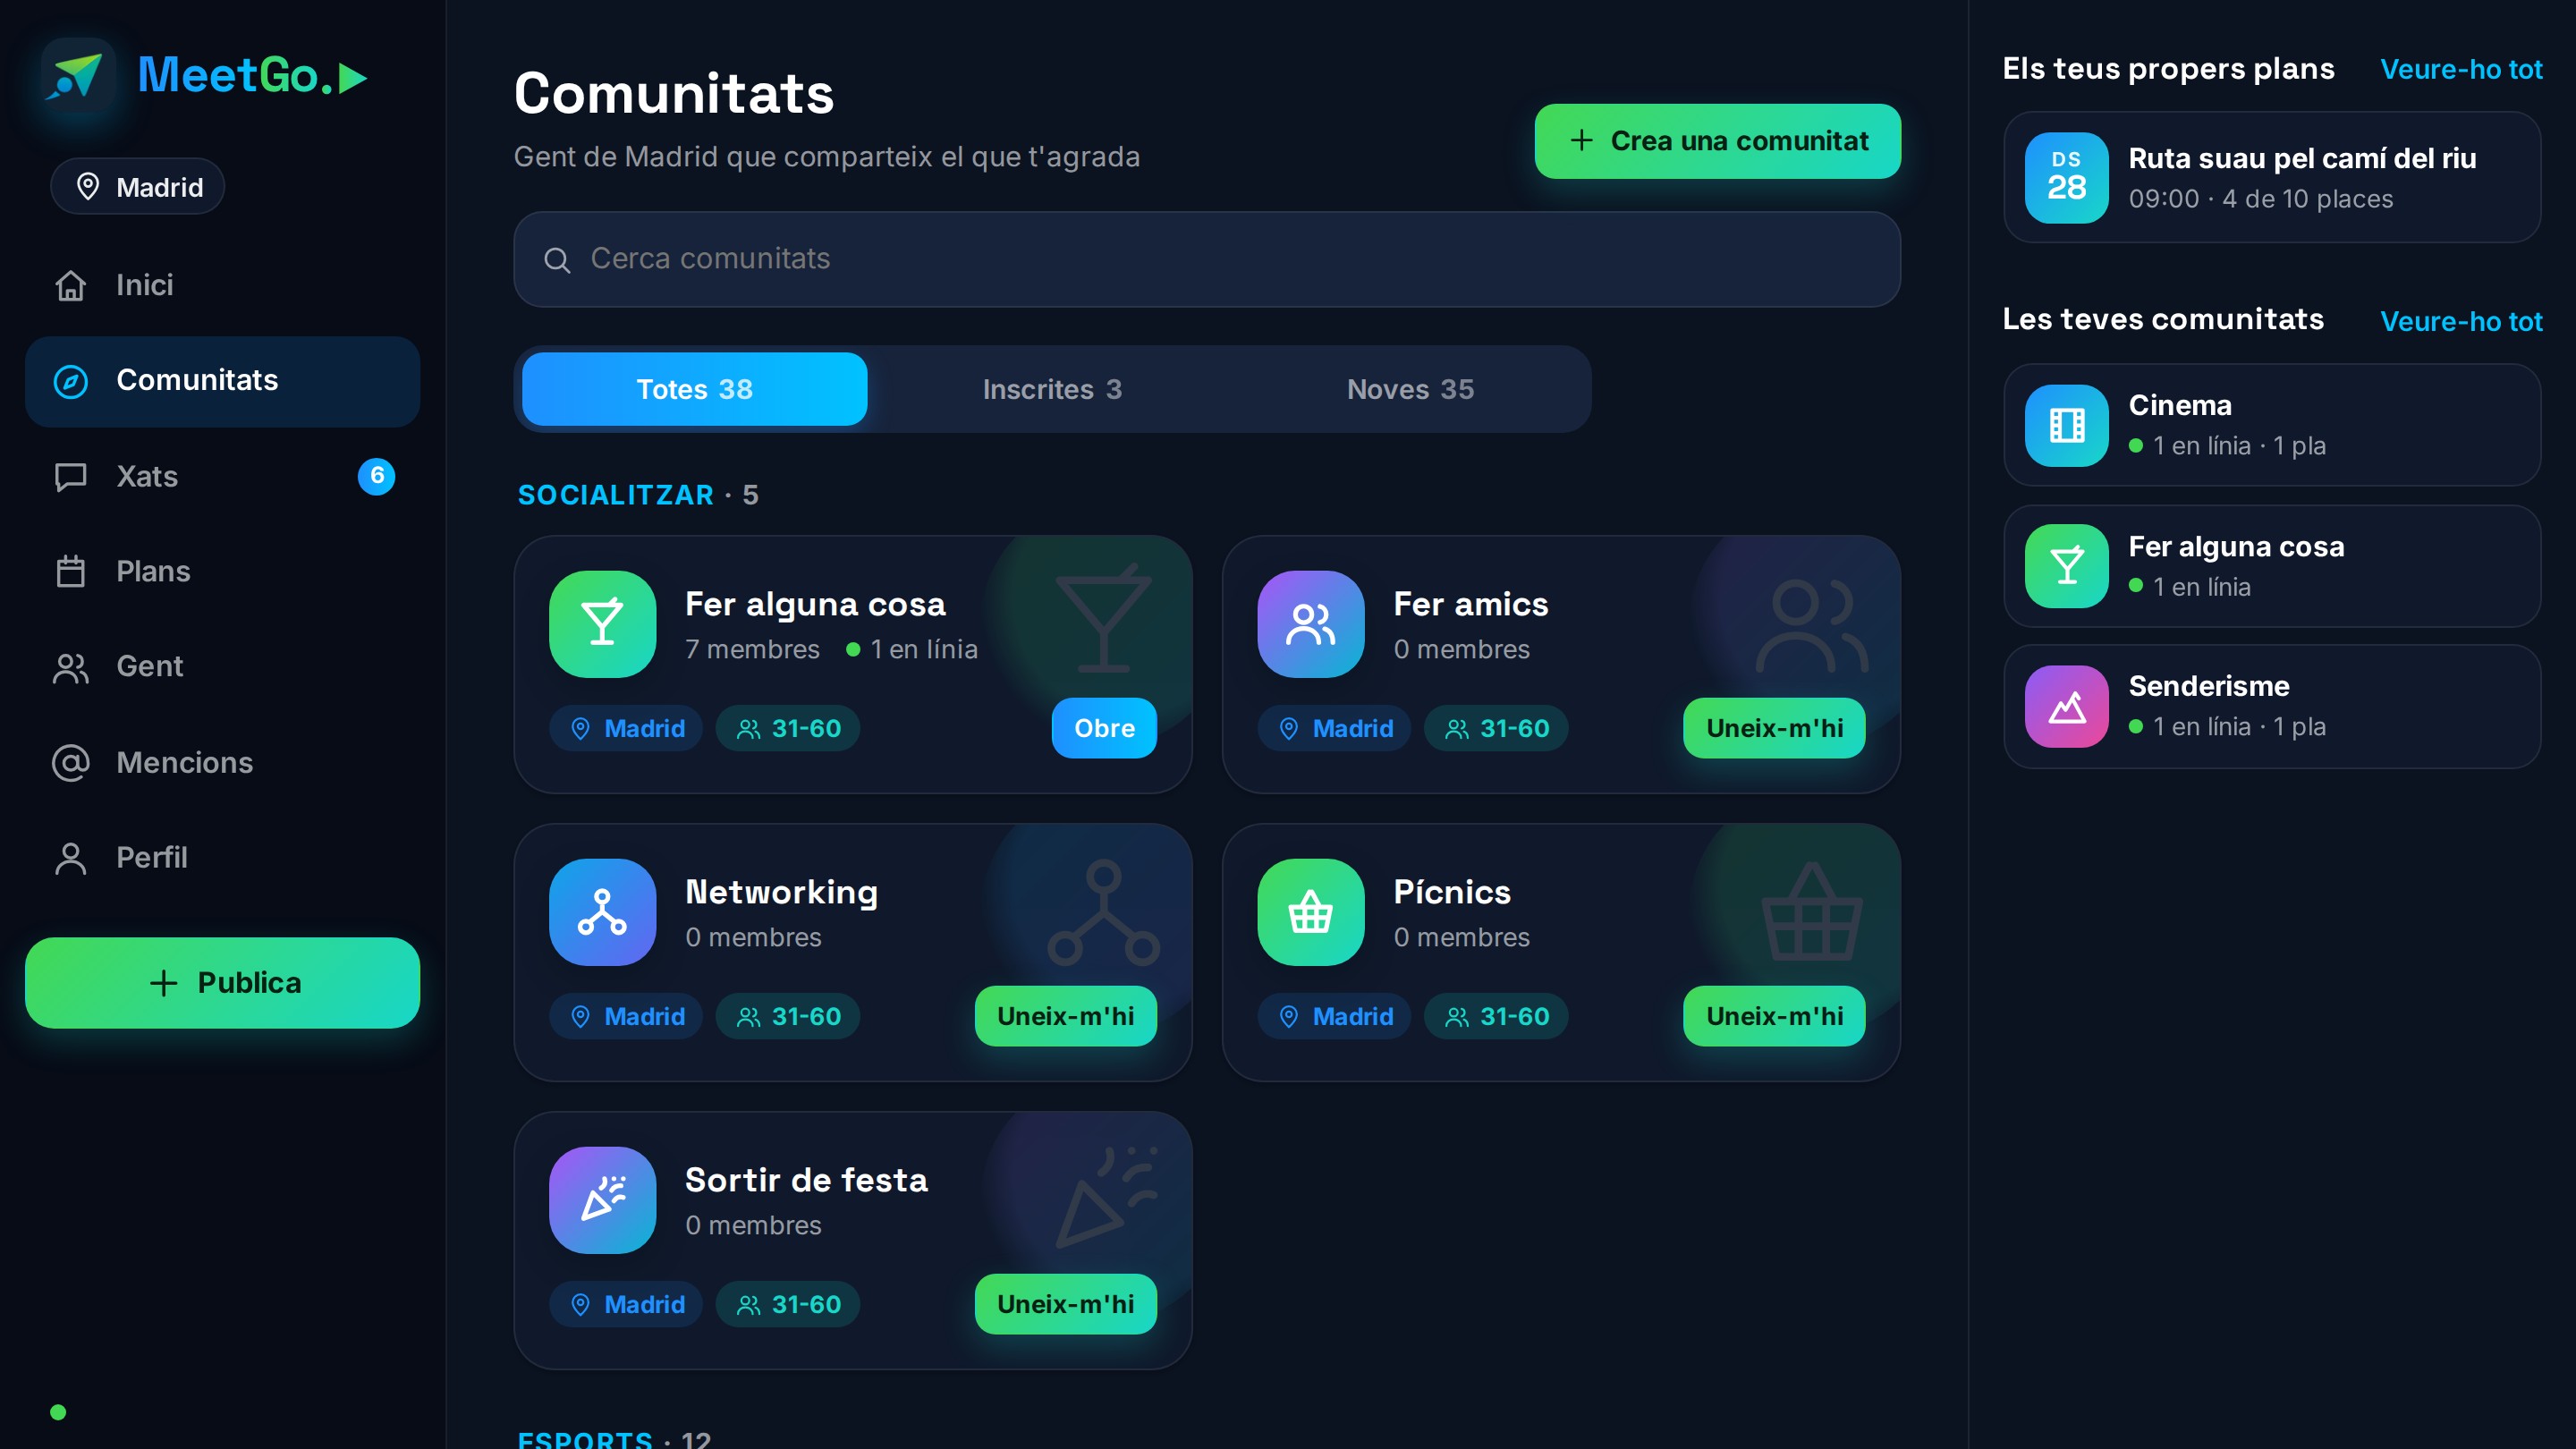 MeetGo.
Madrid
Inici
Comunitats
Xats
6
Plans
Gent
Mencions
Perfil
Publica
Comunitats
Gent de Madrid que comparteix el que t'agrada
Crea una comunitat
Cerca comunitats
Totes 38
Inscrites 3
Noves 35
SOCIALITZAR · 5
Fer alguna cosa
7 membres 1 en línia
Madrid
31-60
Obre
Fer amics
0 membres
Madrid
31-60
Uneix-m'hi
Networking
0 membres
Madrid
31-60
Uneix-m'hi
Pícnics
0 membres
Madrid
31-60
Uneix-m'hi
Sortir de festa
0 membres
Madrid
31-60
Uneix-m'hi
ESPORTS · 12
Els teus propers plans
Veure-ho tot
DS
28
Ruta suau pel camí del riu
09:00 · 4 de 10 places
Les teves comunitats
Veure-ho tot
Cinema
1 en línia · 1 pla
Fer alguna cosa
1 en línia
Senderisme
1 en línia · 1 pla